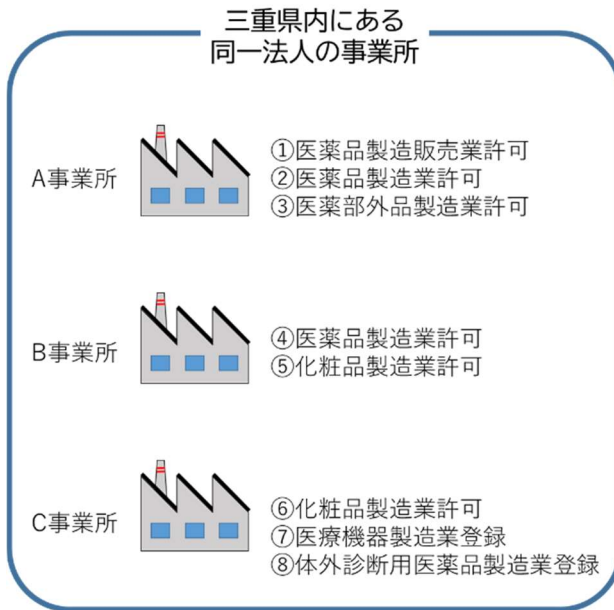 三重県内にある
同一法人の事業所
A事業所
①医薬品製造販売業許可
②医薬品製造業許可
③医薬部外品製造業許可
B事業所
④医薬品製造業許可
⑤化粧品製造業許可
C事業所
⑥化粧品製造業許可
⑦医療機器製造業登録
⑧体外診断用医薬品製造業登録